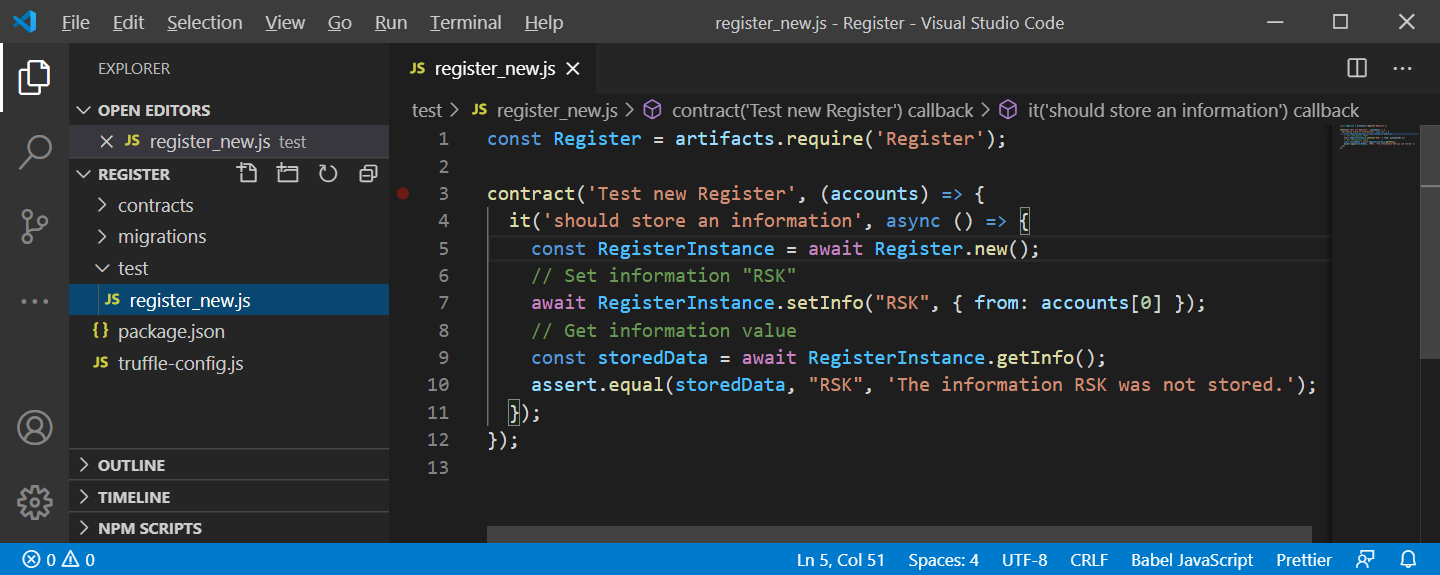 File Edit Selection View Go Run Terminal Help register_new.js - Register - Visual Studio Code
EXPLORER
OPEN EDITORS
JS register_new.js test
REGISTER
contracts
migrations
test
JS register_new.js
{} package.json
JS truffle-config.js
OUTLINE
TIMELINE
NPM SCRIPTS
JS register_new.js
test > JS register_new.js > contract('Test new Register') callback > it('should store an information') callback
1 const Register = artifacts.require('Register');
2
3 contract('Test new Register', (accounts) => {
4 it('should store an information', async () => {
5 const RegisterInstance = await Register.new();
6 // Set information "RSK"
7 await RegisterInstance.setInfo("RSK", { from: accounts[0] });
8 // Get information value
9 const storedData = await RegisterInstance.getInfo();
10 assert.equal(storedData, "RSK", 'The information RSK was not stored.');
11 });
12 });
13
0 0 Ln 5, Col 51 Spaces: 4 UTF-8 CRLF Babel JavaScript Prettier